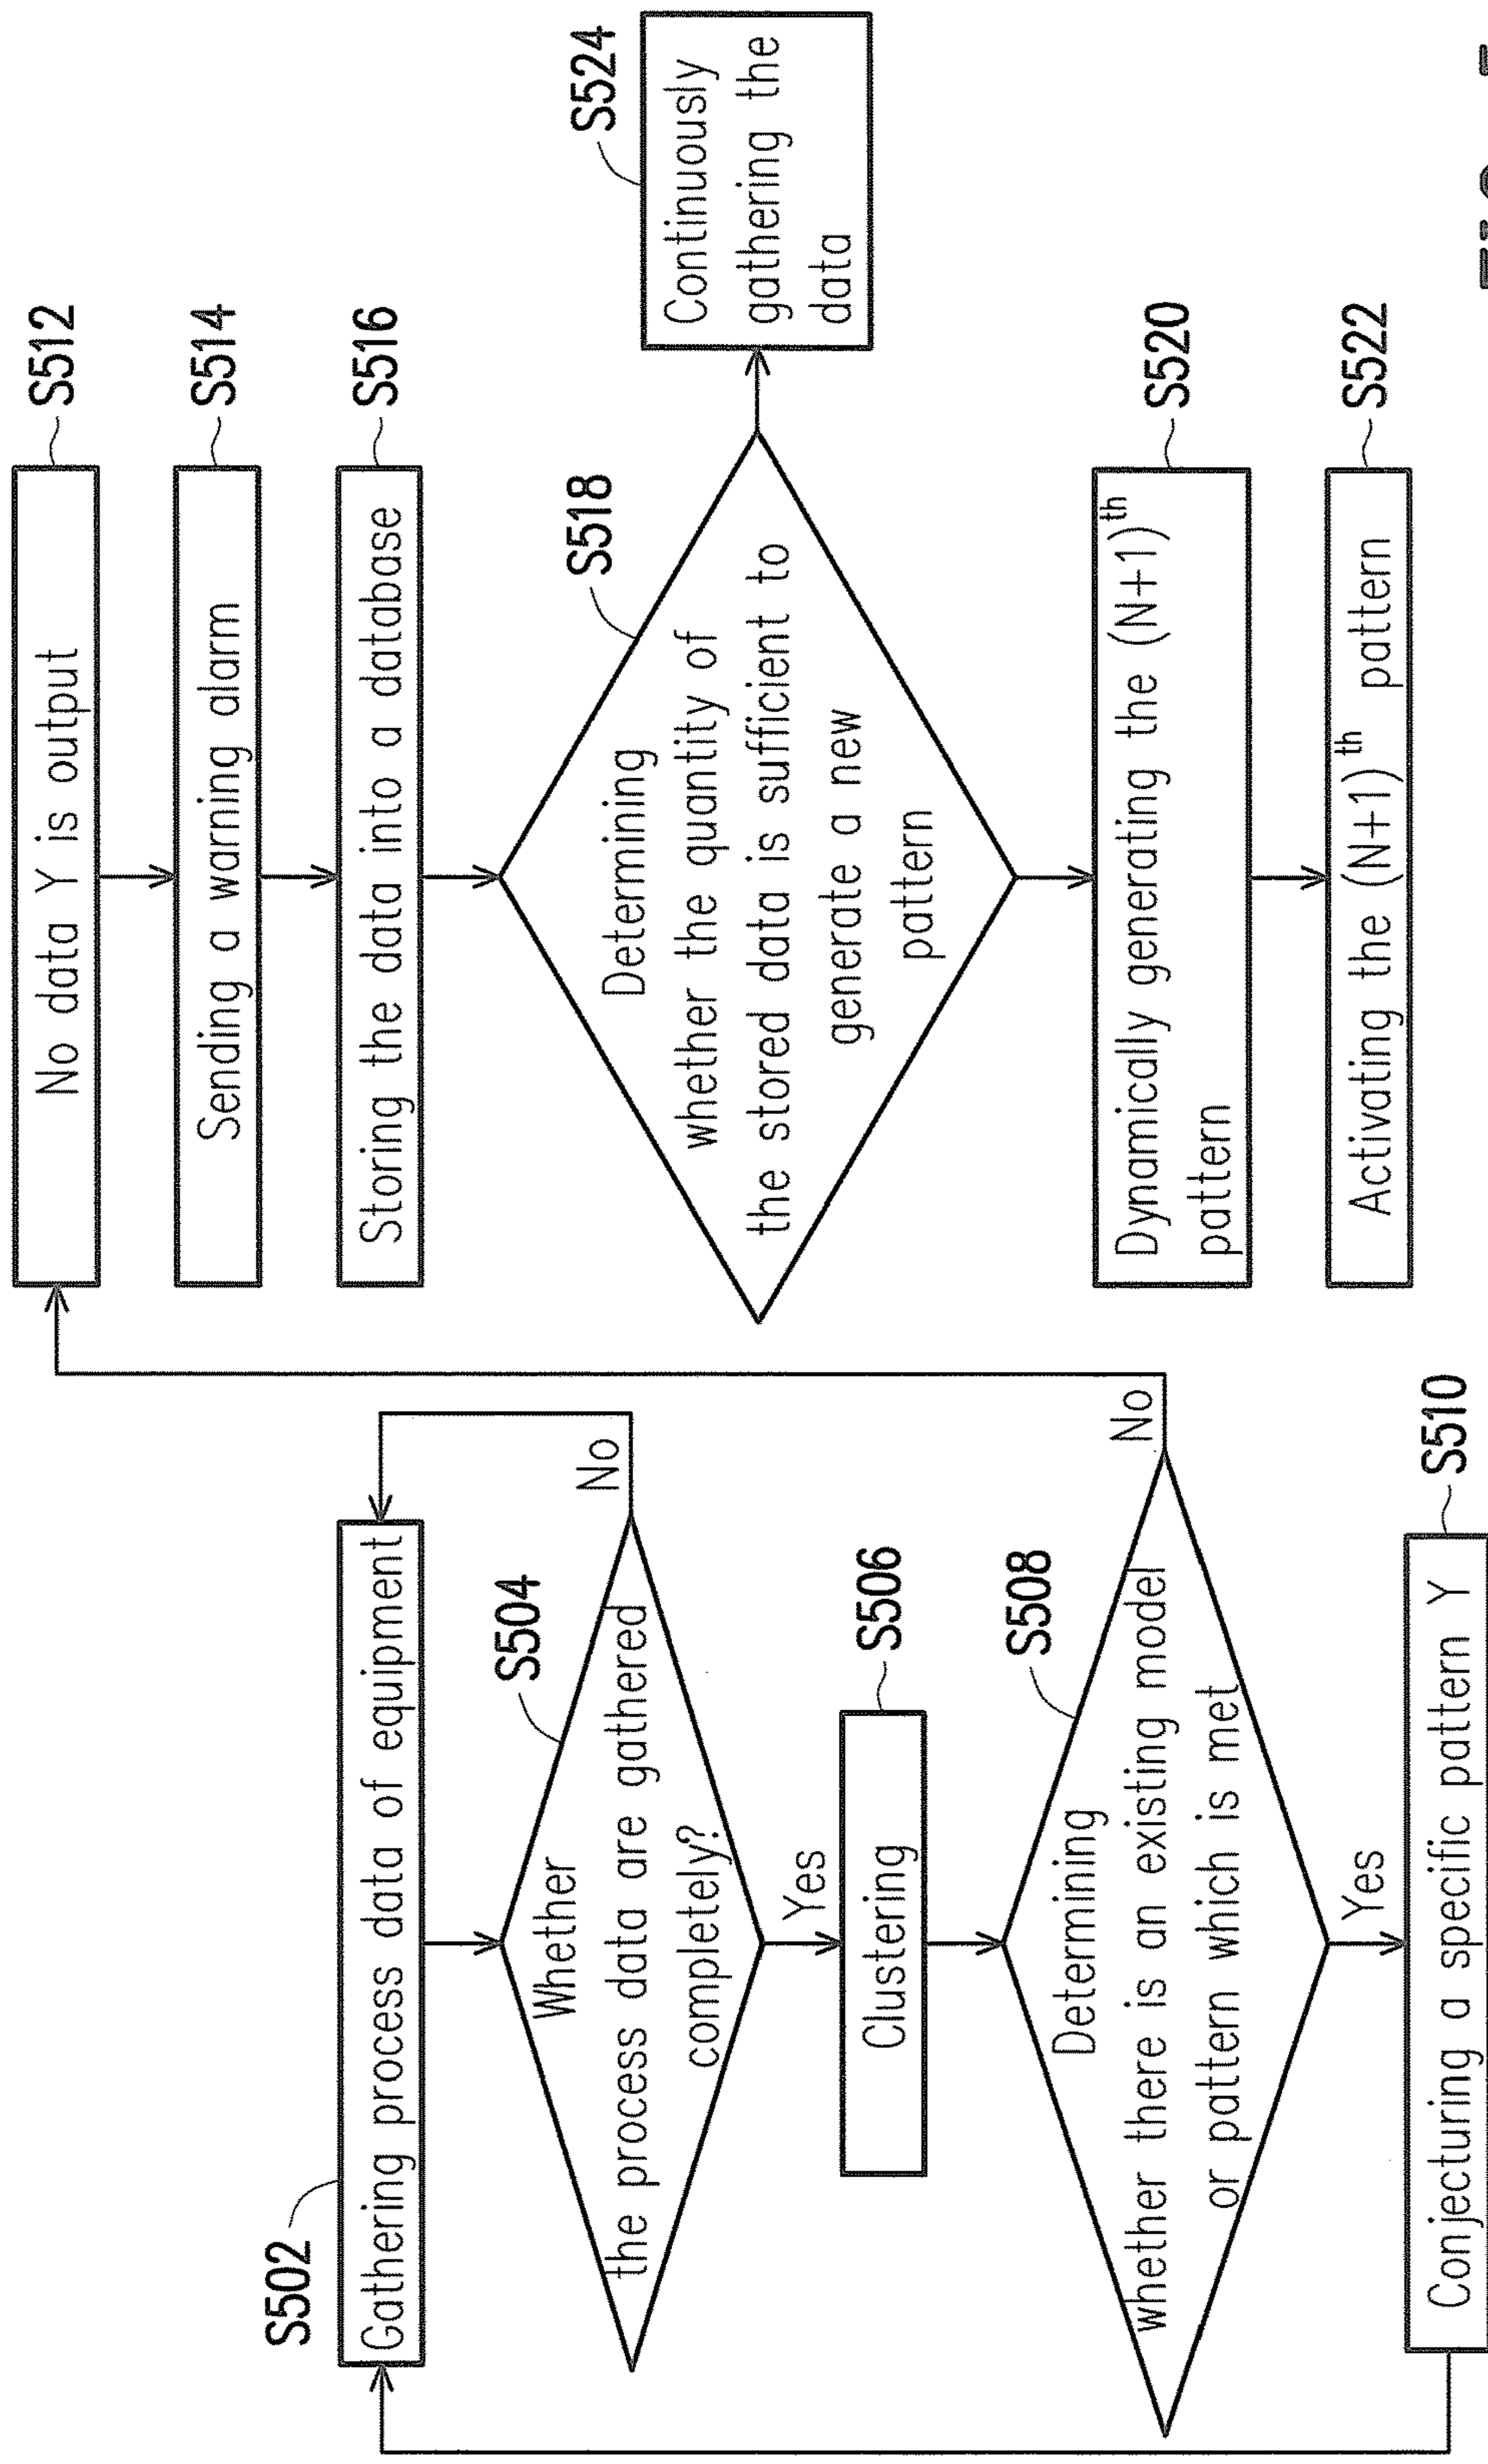 S502
Gathering process data of equipment
S504
Whether
the process data are gathered
completely?
No
Yes
S506
Clustering
S508
Determining
whether there is an existing model
or pattern which is met
No
Yes
S510
Conjecturing a specific pattern Y
S512
No data Y is output
S514
Sending a warning alarm
S516
Storing the data into a database
S518
Determining
whether the quantity of
the stored data is sufficient to
generate a new
pattern
S524
Continuously
gathering the
data
S520
Dynamically generating the (N+1)th
pattern
S522
Activating the (N+1)th pattern